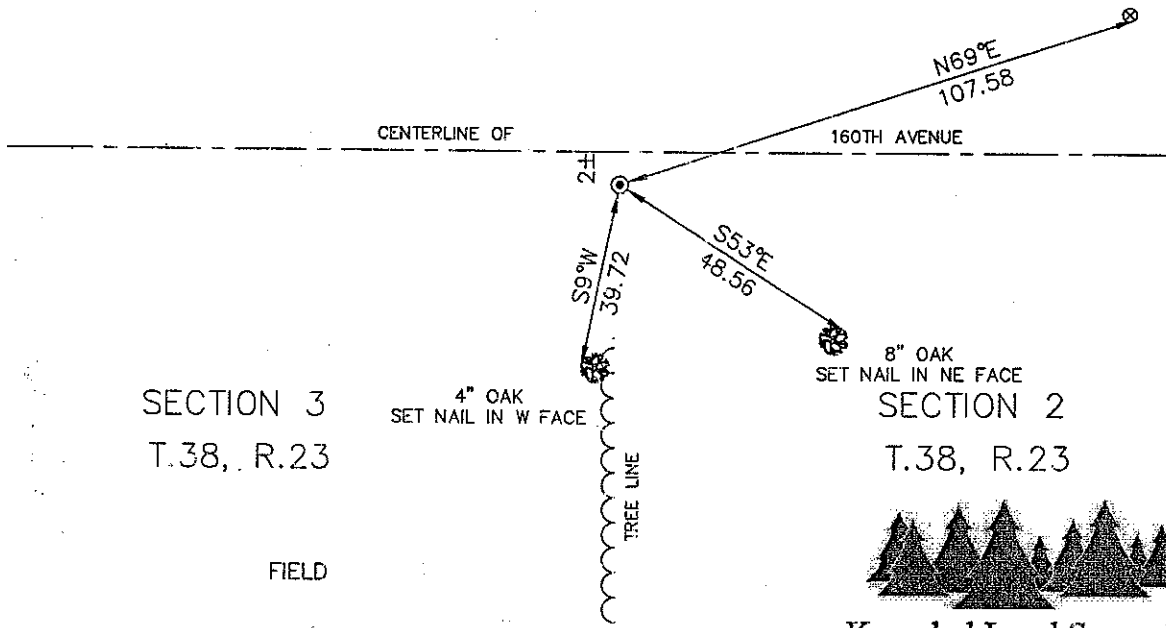 N69°E
107.58
CENTERLINE OF 160TH AVENUE
2±
S53°E
48.56
S9°W
39.72
8" OAK
SET NAIL IN NE FACE
4" OAK
SET NAIL IN W FACE
SECTION 3
T.38, R.23
SECTION 2
T.38, R.23
TREE LINE
FIELD